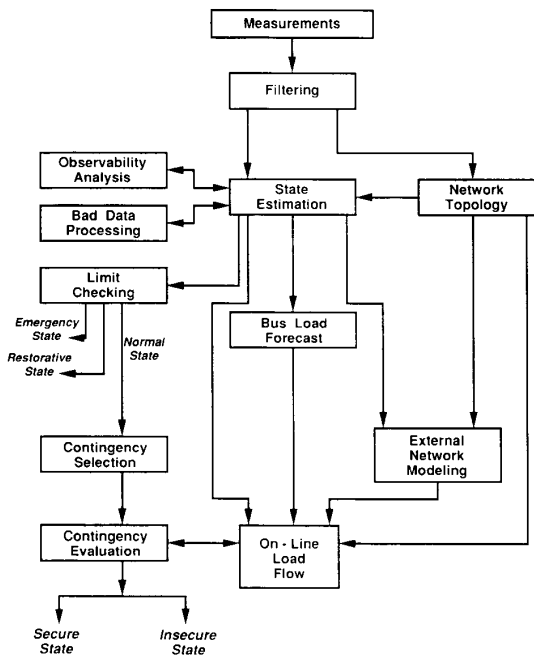 Measurements
Filtering
Observability
Analysis
State
Estimation
Network
Topology
Bad Data
Processing
Limit
Checking
Emergency
State
Normal
State
Restorative
State
Bus Load
Forecast
External
Network
Modeling
Contingency
Selection
Contingency
Evaluation
On - Line
Load
Flow
Secure
State
Insecure
State